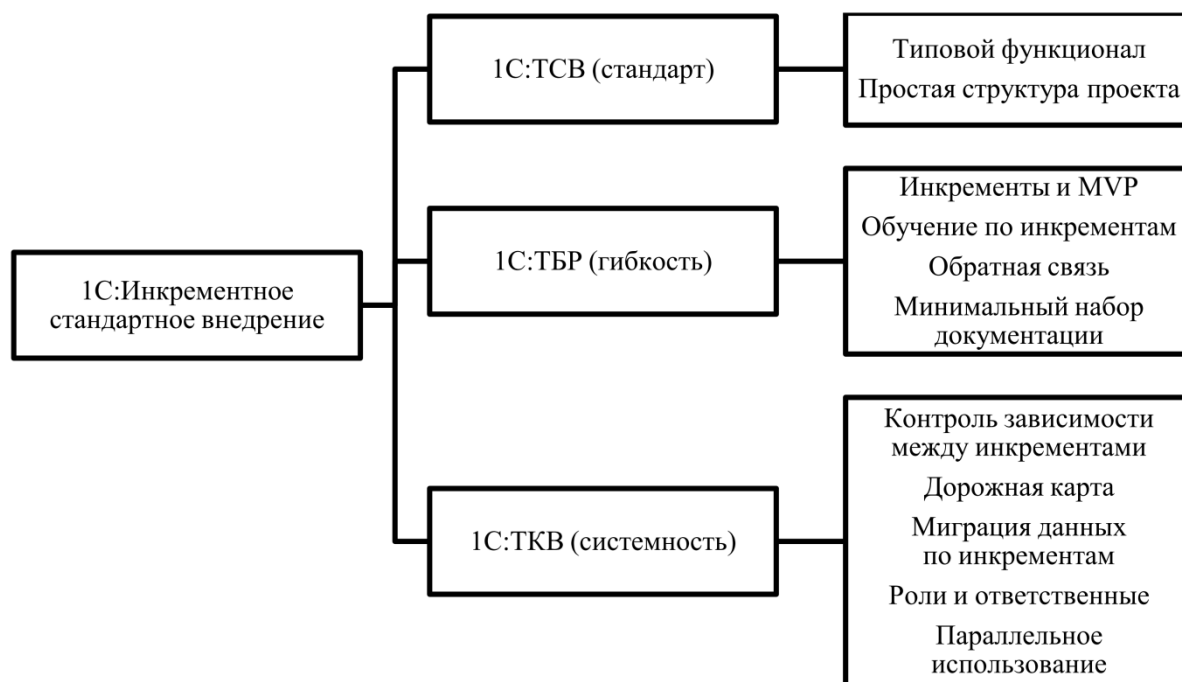 1С:Инкрементное
стандартное внедрение
1С:ТСВ (стандарт)
Типовой функционал
Простая структура проекта
1С:ТБР (гибкость)
Инкременты и MVP
Обучение по инкрементам
Обратная связь
Минимальный набор
документации
1С:ТКВ (системность)
Контроль зависимости
между инкрементами
Дорожная карта
Миграция данных
по инкрементам
Роли и ответственные
Параллельное
использование